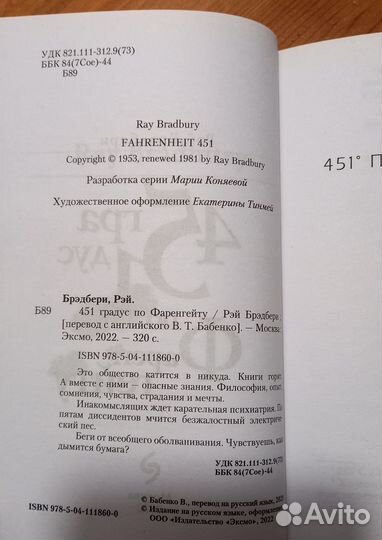 УДК 821.111-312.9(73)
ББК 84(7Сое)-44
Б89
Ray Bradbury
FAHRENHEIT 451
Copyright © 1953, renewed 1981 by Ray Bradbury
Разработка серии Марии Коняевой
Художественное оформление Екатерины Тинмей
451° П
Брэдбери, Рэй.
Б89 451 градус по Фаренгейту / Рэй Брэдбери ;
[перевод с английского В. Т. Бабенко]. — Москва :
Эксмо, 2022. — 320 с.
ISBN 978-5-04-111860-0
Это общество катится в никуда. Книги горят.
А вместе с ними — опасные знания. Философия, опыт,
сомнения, чувства, страдания и мечты.
Инакомыслящих ждет карательная психиатрия. По
пятам диссидентов мчится безжалостный электриче-
ский пес.
Беги от всеобщего оболванивания. Чувствуешь, как
дымится бумага?
УДК 821.111-312.9(73)
ББК 84(7Сое)-44
© Бабенко В., перевод на русский язык,
© Издание на русском языке, оформление.
ООО «Издательство «Эксмо», 2022
ISBN 978-5-04-111860-0
Avito